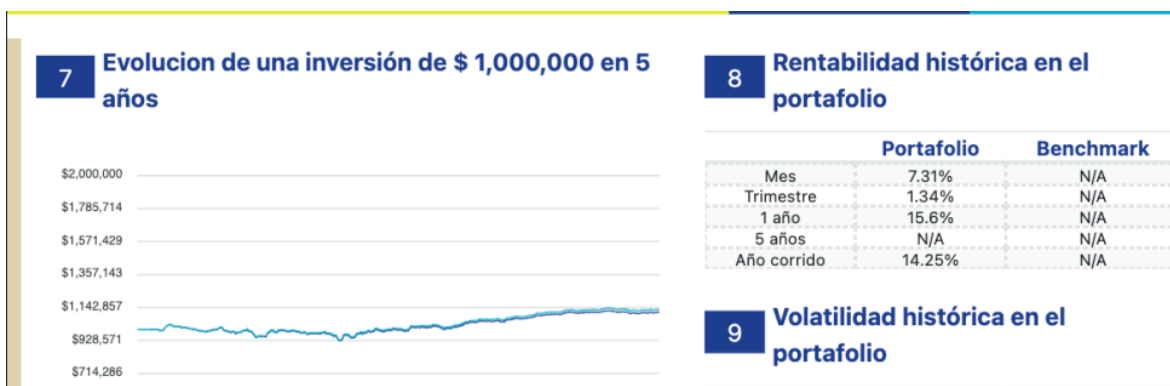 7
Evolucion de una inversión de $ 1,000,000 en 5
años
$2,000,000
$1,785,714
$1,571,429
$1,357,143
$1,142,857
$928,571
$714,286
8
Rentabilidad histórica en el
portafolio
Portafolio Benchmark
Mes 7.31% N/A
Trimestre 1.34% N/A
1 año 15.6% N/A
5 años N/A N/A
Año corrido 14.25% N/A
9
Volatilidad histórica en el
portafolio